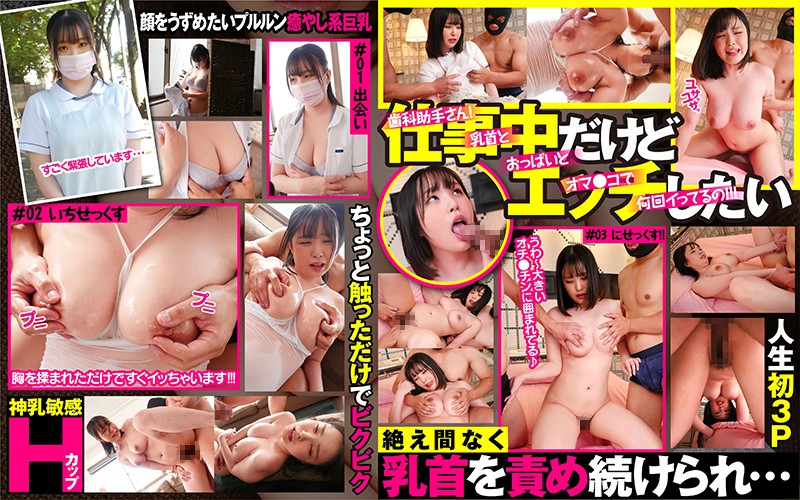 顔をうずめたいプルルン癒やし系巨乳
#01 出会い
すごく緊張しています・・・
#02 いちせっくす
プニ
プニ
胸を揉まれただけですぐイッちゃいます!!!
ちょっと触っただけでビクビク
神乳敏感
Hカップ
ユサユサッ
歯科助手さん!
仕事中だけど
乳首と
おっぱいと
エッチしたい
オマ●コで
何回イってるの!!!
#03 にせっくす!!
うわ〜大きい
オチ●チンに囲まれてる♪
人生初3P
絶え間なく
乳首を責め続けられ…